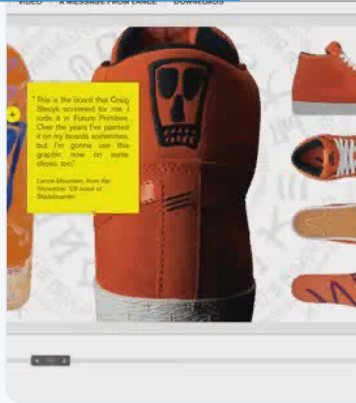 VIDEO A MESSAGE FROM LANCE DOWNLOADS
"This is the board that Craig
Stecyk screened for me. I
rode it in Future Primitive.
Over the years I've painted
it on my boards sometimes,
but I'm gonna use this
graphic now on some
shoes, too."
Lance Mountain, from the
November '09 issue of
Skateboarder